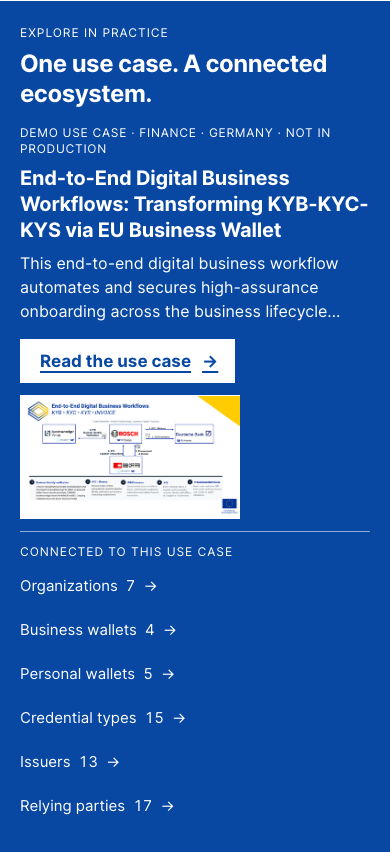 EXPLORE IN PRACTICE
One use case. A connected
ecosystem.
DEMO USE CASE · FINANCE · GERMANY · NOT IN
PRODUCTION
End-to-End Digital Business
Workflows: Transforming KYB-KYC-
KYS via EU Business Wallet
This end-to-end digital business workflow
automates and secures high-assurance
onboarding across the business lifecycle...
Read the use case →
End-to-End Digital Business Workflows
KYB • KYC • KYS • INVOICE
BOSCH
CONNECTED TO THIS USE CASE
Organizations 7 →
Business wallets 4 →
Personal wallets 5 →
Credential types 15 →
Issuers 13 →
Relying parties 17 →